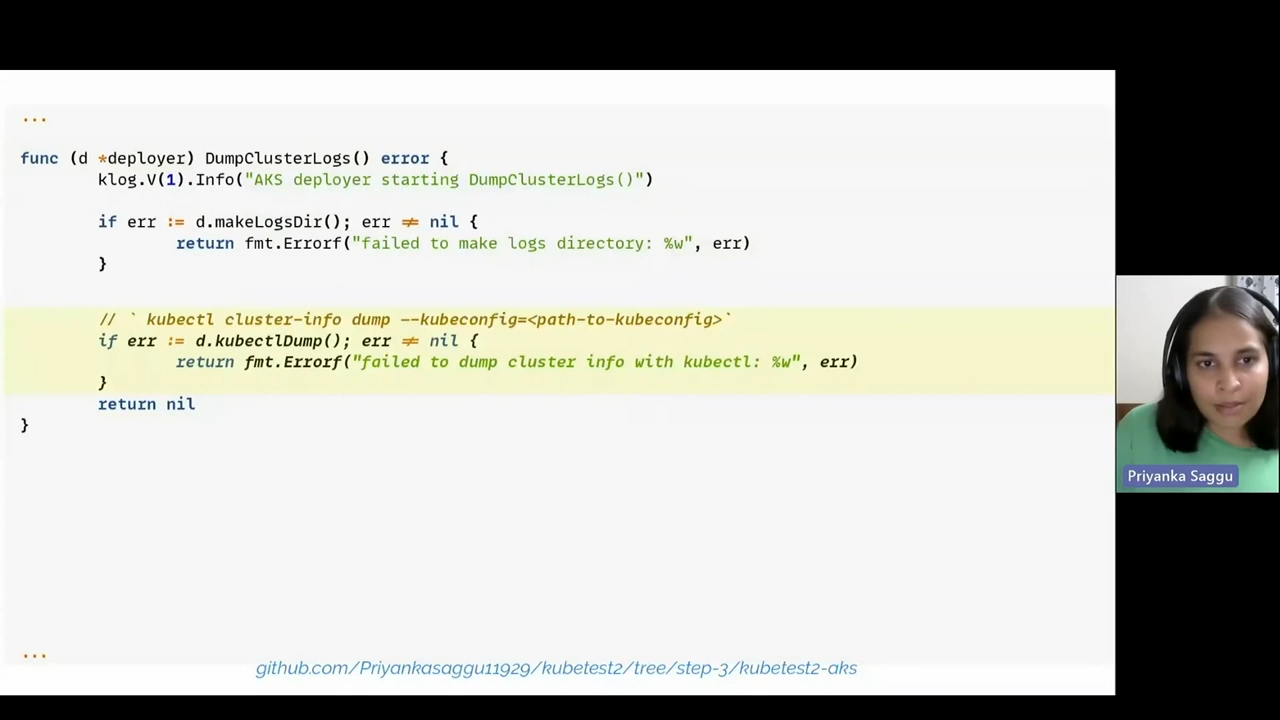 ...
func (d *deployer) DumpClusterLogs() error {
klog.V(1).Info("AKS deployer starting DumpClusterLogs()")
if err := d.makeLogsDir(); err ≠ nil {
return fmt.Errorf("failed to make logs directory: %w", err)
}
// ` kubectl cluster-info dump --kubeconfig=<path-to-kubeconfig>`
if err := d.kubectlDump(); err ≠ nil {
return fmt.Errorf("failed to dump cluster info with kubectl: %w", err)
}
return nil
}
...
github.com/Priyankasaggu11929/kubetest2/tree/step-3/kubetest2-aks
Priyanka Saggu